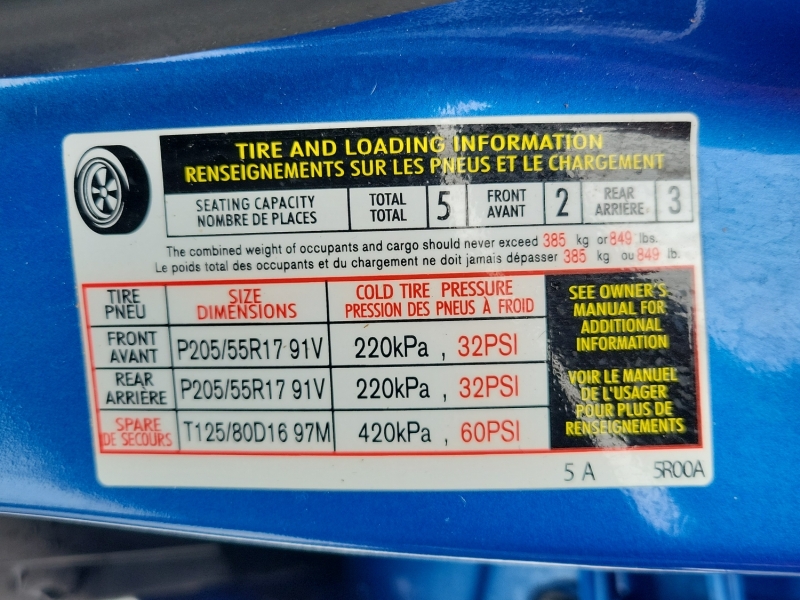 TIRE AND LOADING INFORMATION
RENSEIGNEMENTS SUR LES PNEUS ET LE CHARGEMENT
SEATING CAPACITY TOTAL 5 FRONT 2 REAR 3
NOMBRE DE PLACES TOTAL AVANT ARRIÈRE
The combined weight of occupants and cargo should never exceed 385 kg or 849 lbs.
Le poids total des occupants et du chargement ne doit jamais dépasser 385 kg ou 849 lb.
TIRE SIZE COLD TIRE PRESSURE
PNEU DIMENSIONS PRESSION DES PNEUS À FROID
FRONT
AVANT P205/55R17 91V 220kPa , 32PSI
REAR
ARRIÈRE P205/55R17 91V 220kPa , 32PSI
SPARE
DE SECOURS T125/80D16 97M 420kPa , 60PSI
SEE OWNER'S
MANUAL FOR
ADDITIONAL
INFORMATION
VOIR LE MANUEL
DE L'USAGER
POUR PLUS DE
RENSEIGNEMENTS
5 A 5R00A